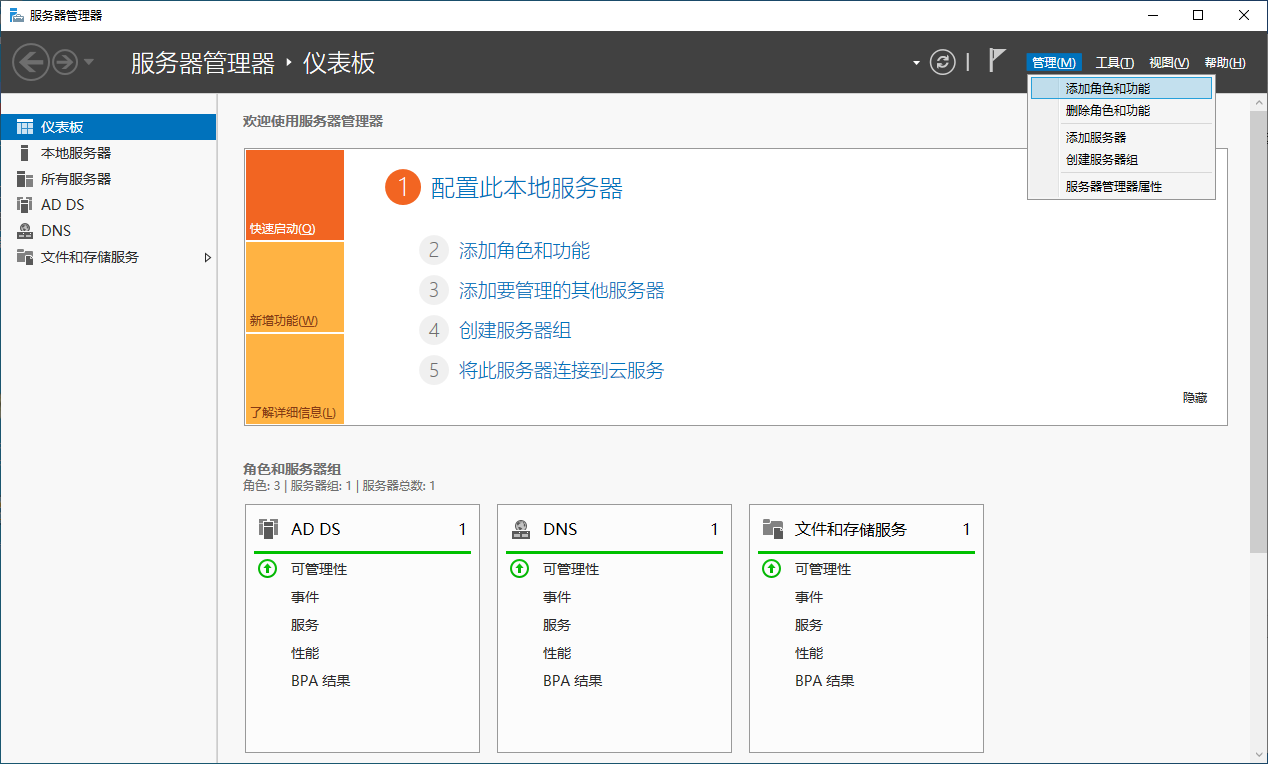 服务器管理器
服务器管理器 仪表板
管理(M) 工具(T) 视图(V) 帮助(H)
添加角色和功能
删除角色和功能
添加服务器
创建服务器组
服务器管理器属性
仪表板
本地服务器
所有服务器
AD DS
DNS
文件和存储服务
欢迎使用服务器管理器
快速启动(Q)
新增功能(W)
了解详细信息(L)
1 配置此本地服务器
2 添加角色和功能
3 添加要管理的其他服务器
4 创建服务器组
5 将此服务器连接到云服务
隐藏
角色和服务器组
角色: 3 | 服务器组: 1 | 服务器总数: 1
AD DS 1
可管理性
事件
服务
性能
BPA 结果
DNS 1
可管理性
事件
服务
性能
BPA 结果
文件和存储服务 1
可管理性
事件
服务
性能
BPA 结果